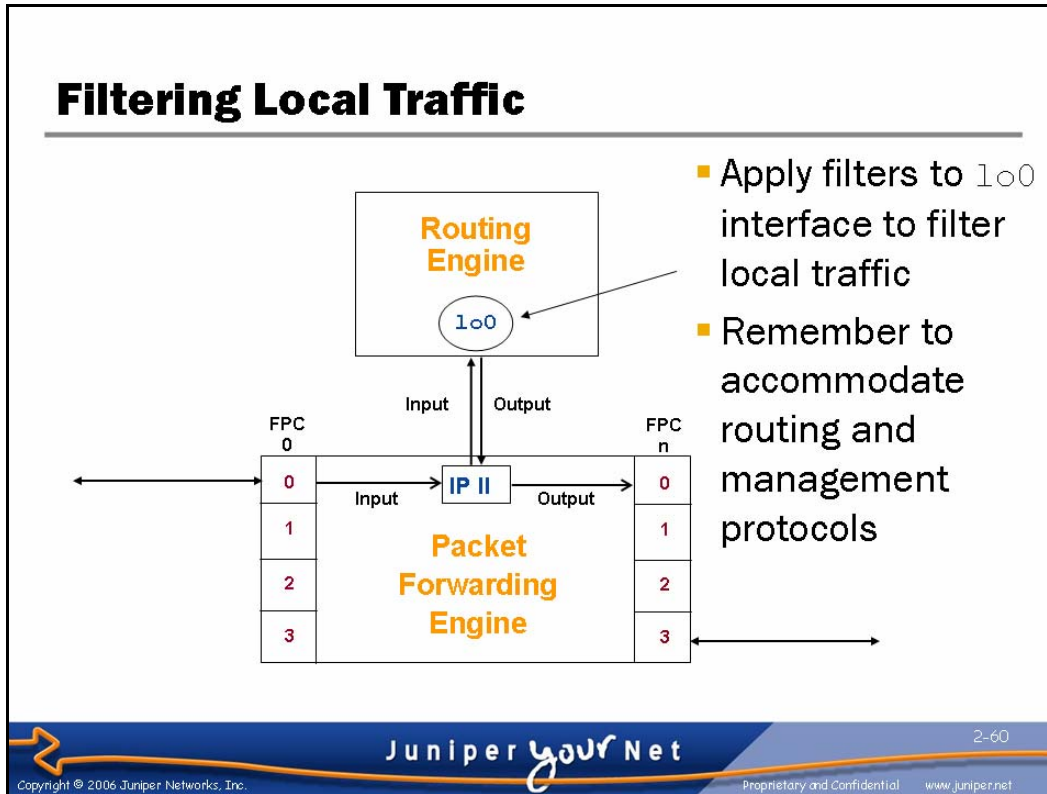 Filtering Local Traffic
Routing
Engine
lo0
Input
Output
FPC
0
FPC
n
0
1
2
3
Input
IP II
Output
Packet
Forwarding
Engine
0
1
2
3
▪ Apply filters to lo0
interface to filter
local traffic
▪ Remember to
accommodate
routing and
management
protocols
Juniper your Net
2-60
Copyright © 2006 Juniper Networks, Inc.
Proprietary and Confidential
www.juniper.net